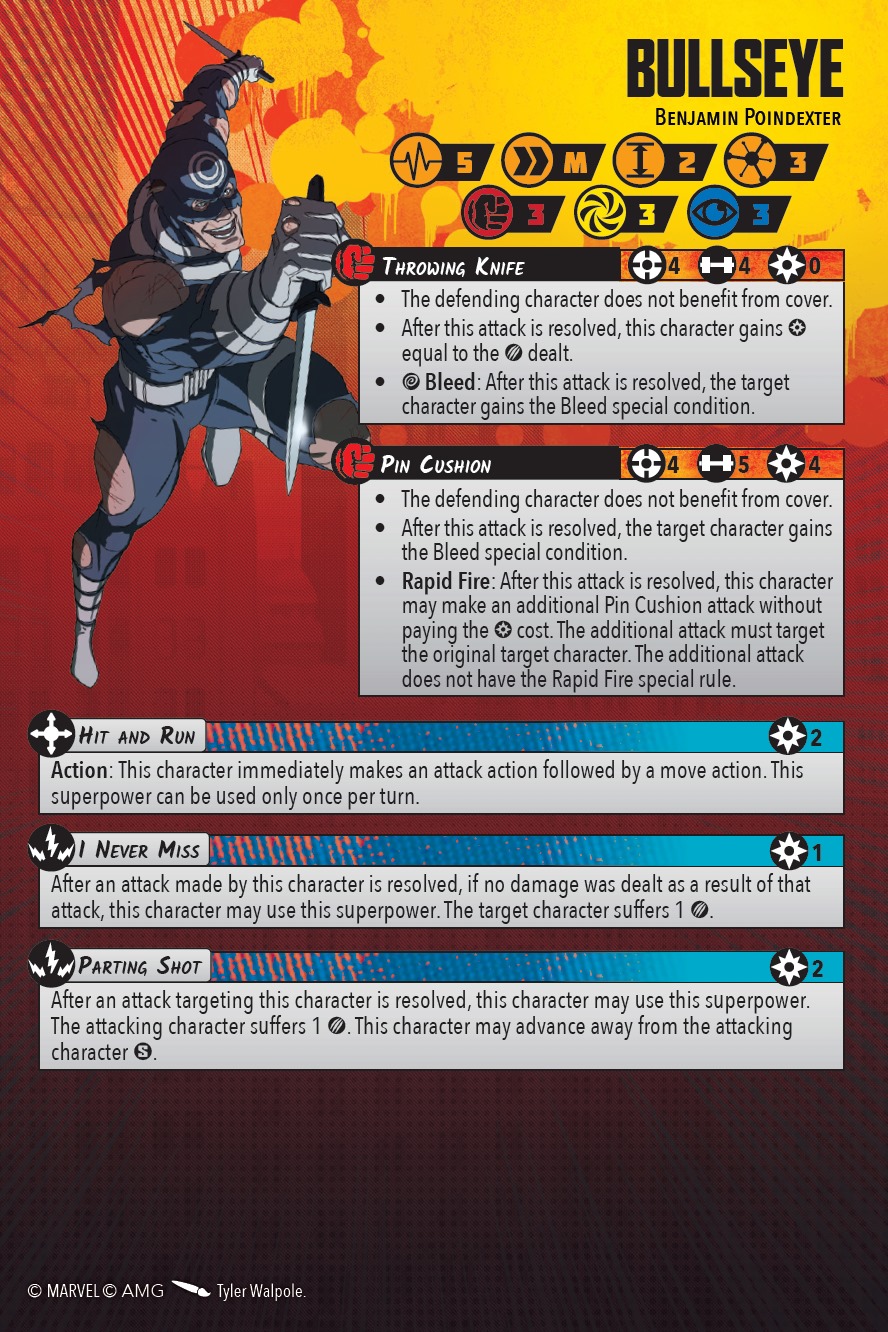 BULLSEYE
Benjamin Poindexter
5 M 2 3
3 3 3
Throwing Knife 4 4 0
• The defending character does not benefit from cover.
• After this attack is resolved, this character gains
equal to the dealt.
• Bleed: After this attack is resolved, the target
character gains the Bleed special condition.
Pin Cushion 4 5 4
• The defending character does not benefit from cover.
• After this attack is resolved, the target character gains
the Bleed special condition.
• Rapid Fire: After this attack is resolved, this character
may make an additional Pin Cushion attack without
paying the cost. The additional attack must target
the original target character. The additional attack
does not have the Rapid Fire special rule.
Hit and Run 2
Action: This character immediately makes an attack action followed by a move action. This
superpower can be used only once per turn.
I Never Miss 1
After an attack made by this character is resolved, if no damage was dealt as a result of that
attack, this character may use this superpower. The target character suffers 1 .
Parting Shot 2
After an attack targeting this character is resolved, this character may use this superpower.
The attacking character suffers 1 . This character may advance away from the attacking
character S.
© MARVEL © AMG Tyler Walpole.